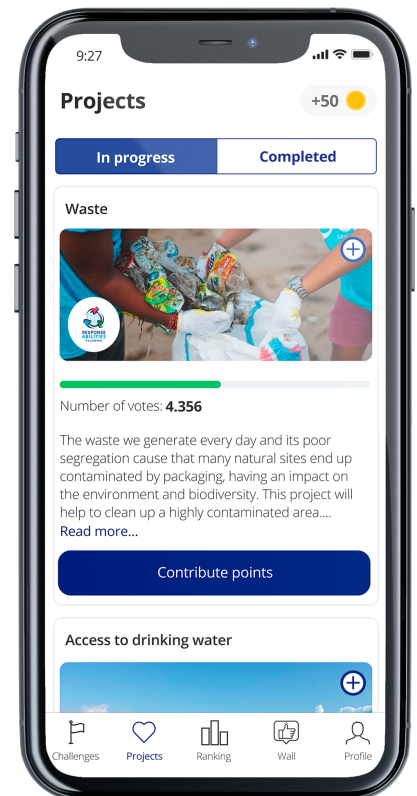 9:27
Projects
+50
In progress
Completed
Waste
RESPONSE
ABILITIES
Number of votes: 4.356
The waste we generate every day and its poor
segregation cause that many natural sites end up
contaminated by packaging, having an impact on
the environment and biodiversity. This project will
help to clean up a highly contaminated area....
Read more...
Contribute points
Access to drinking water
Challenges
Projects
Ranking
Wall
Profile